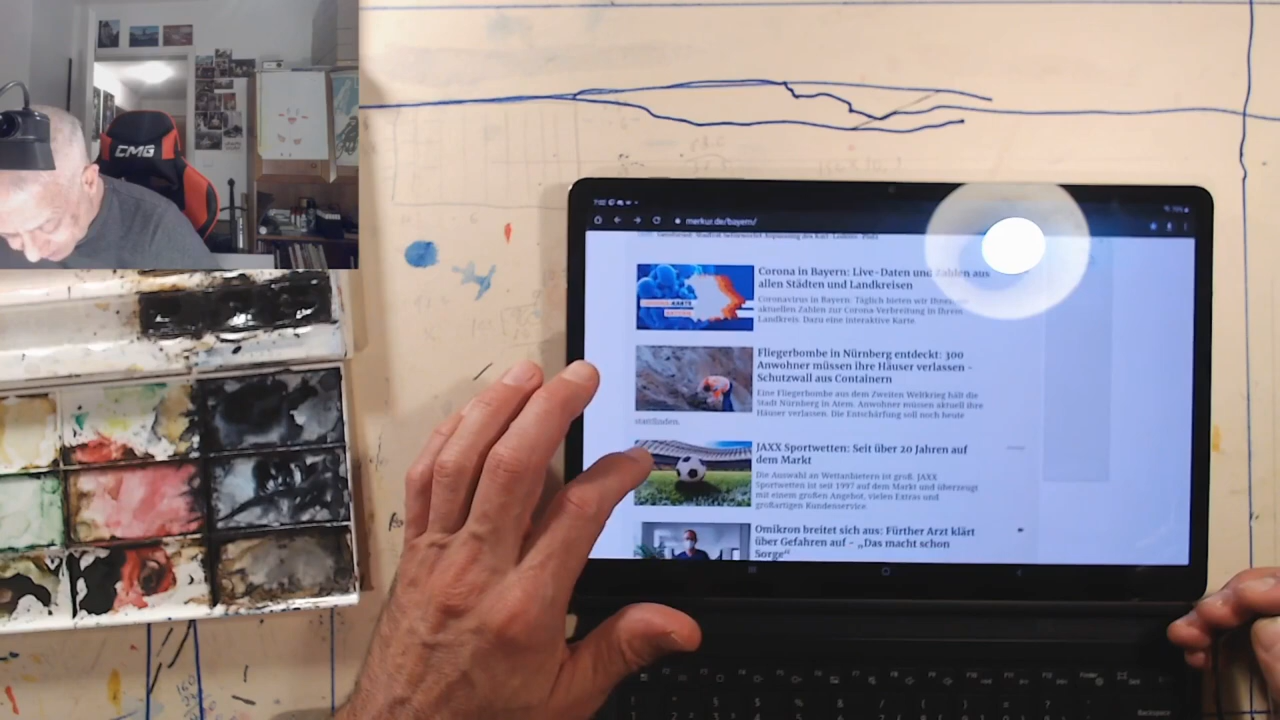 CMG
7:02
merkur.de/bayern/
Corona in Bayern: Live-Daten und Zahlen aus
allen Städten und Landkreisen
Coronavirus in Bayern: Täglich bieten wir Ihnen
aktuellen Zahlen zur Corona-Verbreitung in Ihrem
Landkreis. Dazu eine interaktive Karte.
Fliegerbombe in Nürnberg entdeckt: 300
Anwohner müssen ihre Häuser verlassen -
Schutzwall aus Containern
Eine Fliegerbombe aus dem Zweiten Weltkrieg hält die
Stadt Nürnberg in Atem. Anwohner müssen aktuell ihre
Häuser verlassen. Die Entschärfung soll noch heute
stattfinden.
JAXX Sportwetten: Seit über 20 Jahren auf
dem Markt
Die Auswahl an Wettanbietern ist groß. JAXX
Sportwetten ist seit 1997 auf dem Markt und überzeugt
mit einem großen Angebot, vielen Extras und
großartigen Kundenservice.
Omikron breitet sich aus: Fürther Arzt klärt
über Gefahren auf - „Das macht schon
Sorge“
Backspace